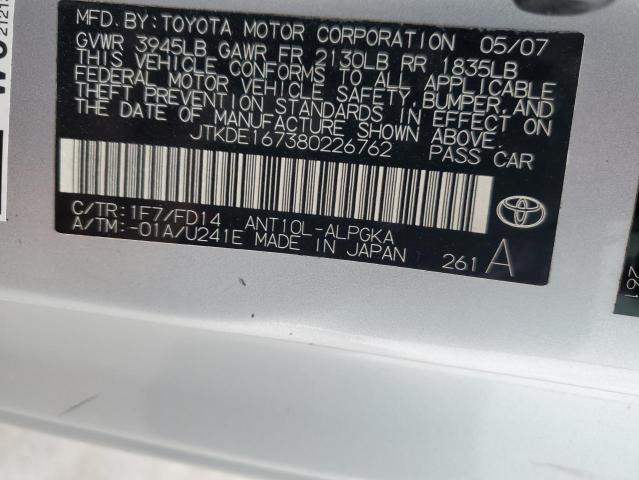 MFD. BY: TOYOTA MOTOR CORPORATION 05/07
GVWR 3945LB GAWR FR 2130LB RR 1835LB
THIS VEHICLE CONFORMS TO ALL APPLICABLE
FEDERAL MOTOR VEHICLE SAFETY, BUMPER, AND
THEFT PREVENTION STANDARDS IN EFFECT ON
THE DATE OF MANUFACTURE SHOWN ABOVE.
JTKDE167380226762 PASS CAR
C/TR: 1F7/FD14 ANT10L-ALPGKA
A/TM: -01A/U241E MADE IN JAPAN
261 A